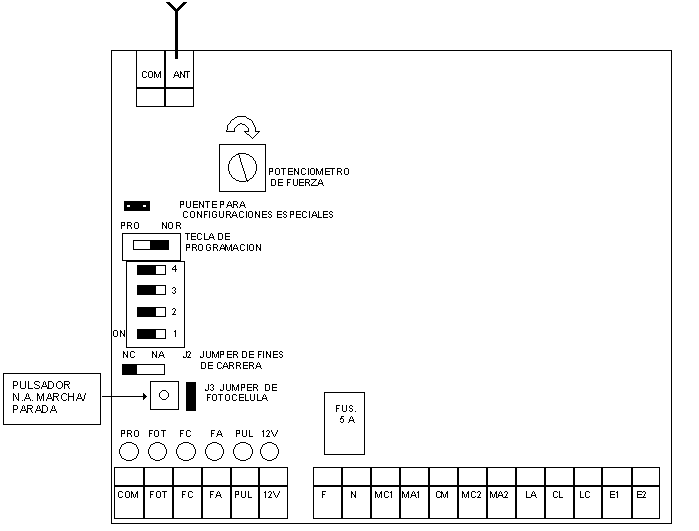 COM ANT
POTENCIOMETRO
DE FUERZA
PUENTE PARA
CONFIGURACIONES ESPECIALES
PRO NOR
TECLA DE
PROGRAMACION
4
3
2
ON 1
NC NA J2 JUMPER DE FINES
DE CARRERA
PULSADOR
N.A. MARCHA/
PARADA
J3 JUMPER DE
FOTOCELULA
FUS.
5 A
PRO FOT FC FA PUL 12V
COM FOT FC FA PUL 12V
F N MC1 MA1 CM MC2 MA2 LA CL LC E1 E2